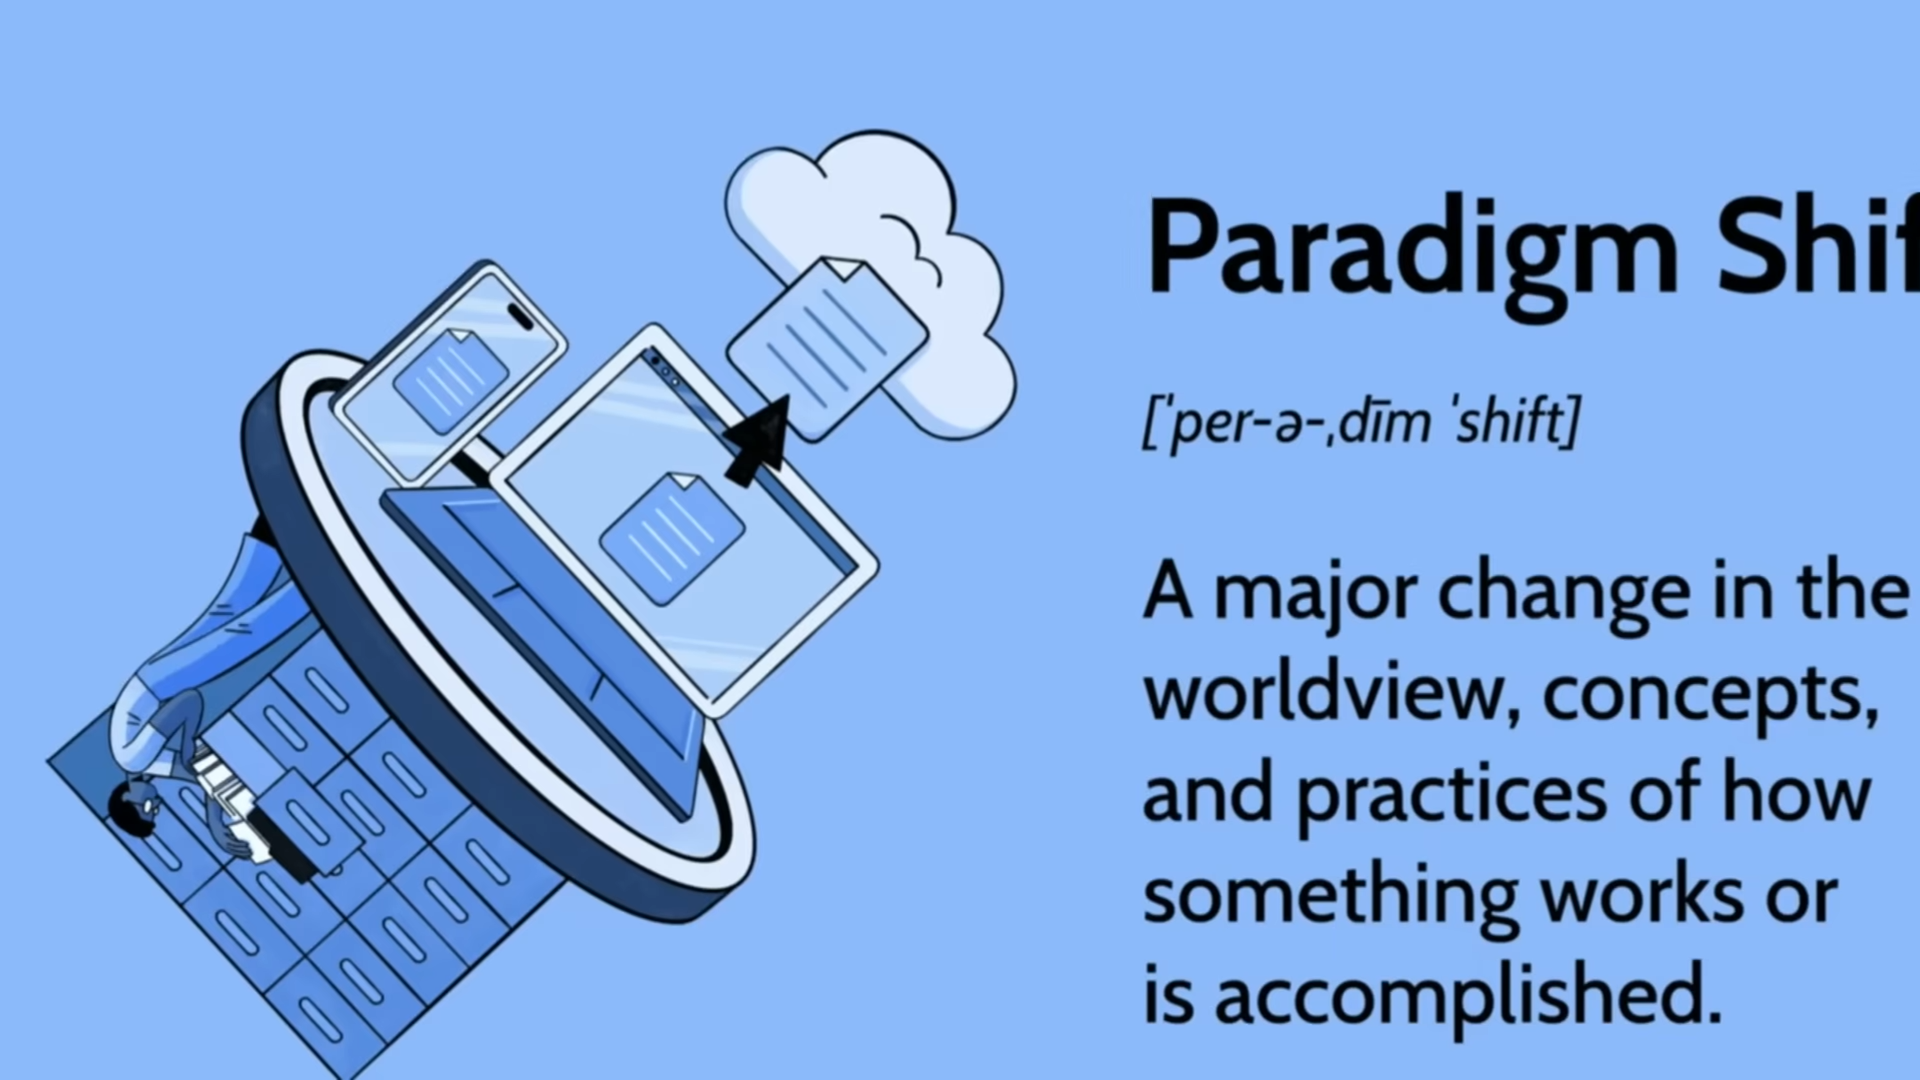 Paradigm Shif
['per-ə-,dīm 'shift]
A major change in the
worldview, concepts,
and practices of how
something works or
is accomplished.